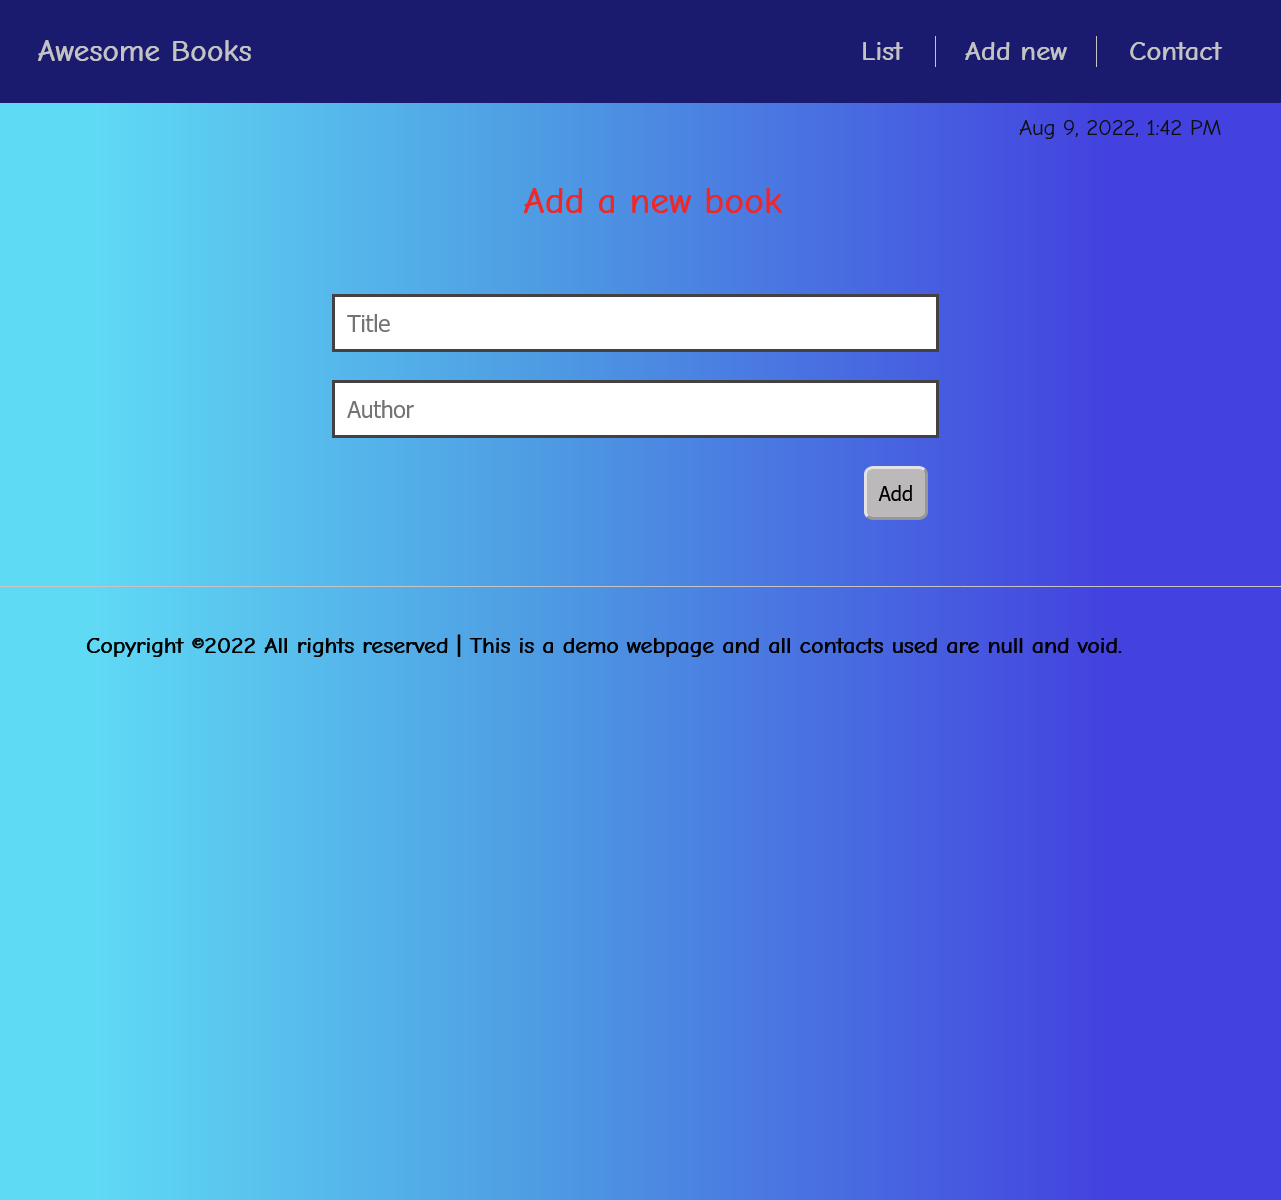 Awesome Books
List
Add new
Contact
Aug 9, 2022, 1:42 PM
Add a new book
Title
Author
Add
Copyright ©2022 All rights reserved | This is a demo webpage and all contacts used are null and void.